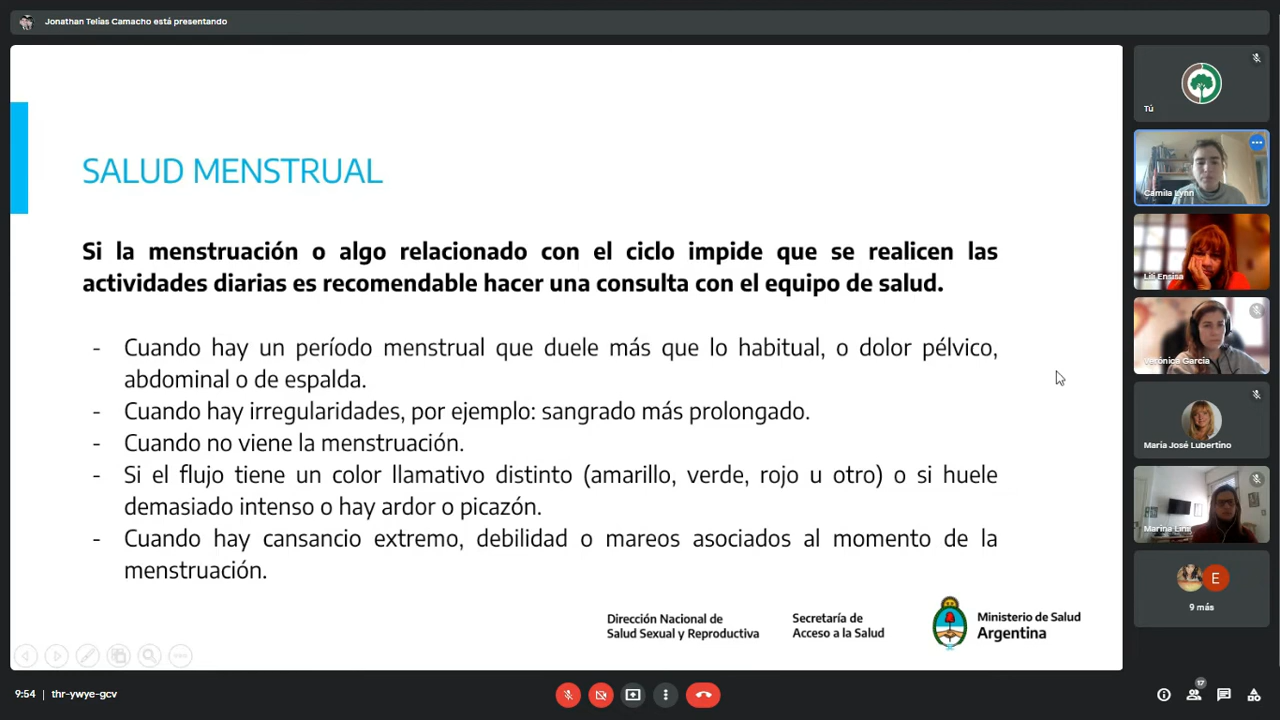 Jonathan Telías Camacho está presentando
SALUD MENSTRUAL
Si la menstruación o algo relacionado con el ciclo impide que se realicen las
actividades diarias es recomendable hacer una consulta con el equipo de salud.
- Cuando hay un período menstrual que duele más que lo habitual, o dolor pélvico,
abdominal o de espalda.
- Cuando hay irregularidades, por ejemplo: sangrado más prolongado.
- Cuando no viene la menstruación.
- Si el flujo tiene un color llamativo distinto (amarillo, verde, rojo u otro) o si huele
demasiado intenso o hay ardor o picazón.
- Cuando hay cansancio extremo, debilidad o mareos asociados al momento de la
menstruación.
Dirección Nacional de
Salud Sexual y Reproductiva
Secretaría de
Acceso a la Salud
Ministerio de Salud
Argentina
Tú
Camila Lynn
Lili Ensisa
Verónica García
María José Lubertino
Marina Lina
E
9 más
9:54 | thr-ywye-gcv
17